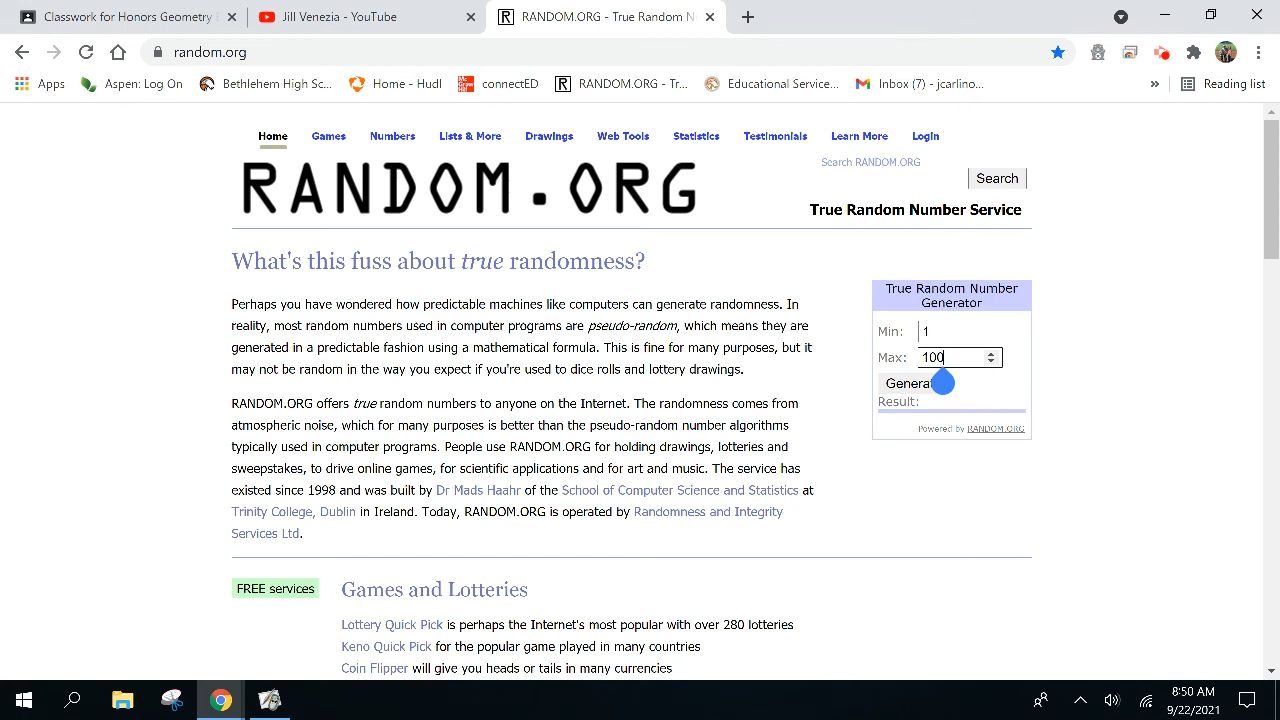 Classwork for Honors Geometry
Jill Venezia - YouTube
RANDOM.ORG - True Random N
random.org
Apps
Aspen: Log On
Bethlehem High Sc...
Home - Hudl
connectED
RANDOM.ORG - Tr...
Educational Service...
Inbox (7) - jcarlino...
»
Reading list
Home
Games
Numbers
Lists & More
Drawings
Web Tools
Statistics
Testimonials
Learn More
Login
RANDOM.ORG
Search RANDOM.ORG
Search
True Random Number Service
What's this fuss about true randomness?
Perhaps you have wondered how predictable machines like computers can generate randomness. In
reality, most random numbers used in computer programs are pseudo-random, which means they are
generated in a predictable fashion using a mathematical formula. This is fine for many purposes, but it
may not be random in the way you expect if you're used to dice rolls and lottery drawings.
RANDOM.ORG offers true random numbers to anyone on the Internet. The randomness comes from
atmospheric noise, which for many purposes is better than the pseudo-random number algorithms
typically used in computer programs. People use RANDOM.ORG for holding drawings, lotteries and
sweepstakes, to drive online games, for scientific applications and for art and music. The service has
existed since 1998 and was built by Dr Mads Haahr of the School of Computer Science and Statistics at
Trinity College, Dublin in Ireland. Today, RANDOM.ORG is operated by Randomness and Integrity
Services Ltd.
True Random Number
Generator
Min: 1
Max: 100
Genera
Result:
Powered by RANDOM.ORG
FREE services
Games and Lotteries
Lottery Quick Pick is perhaps the Internet's most popular with over 280 lotteries
Keno Quick Pick for the popular game played in many countries
Coin Flipper will give you heads or tails in many currencies
8:50 AM
9/22/2021